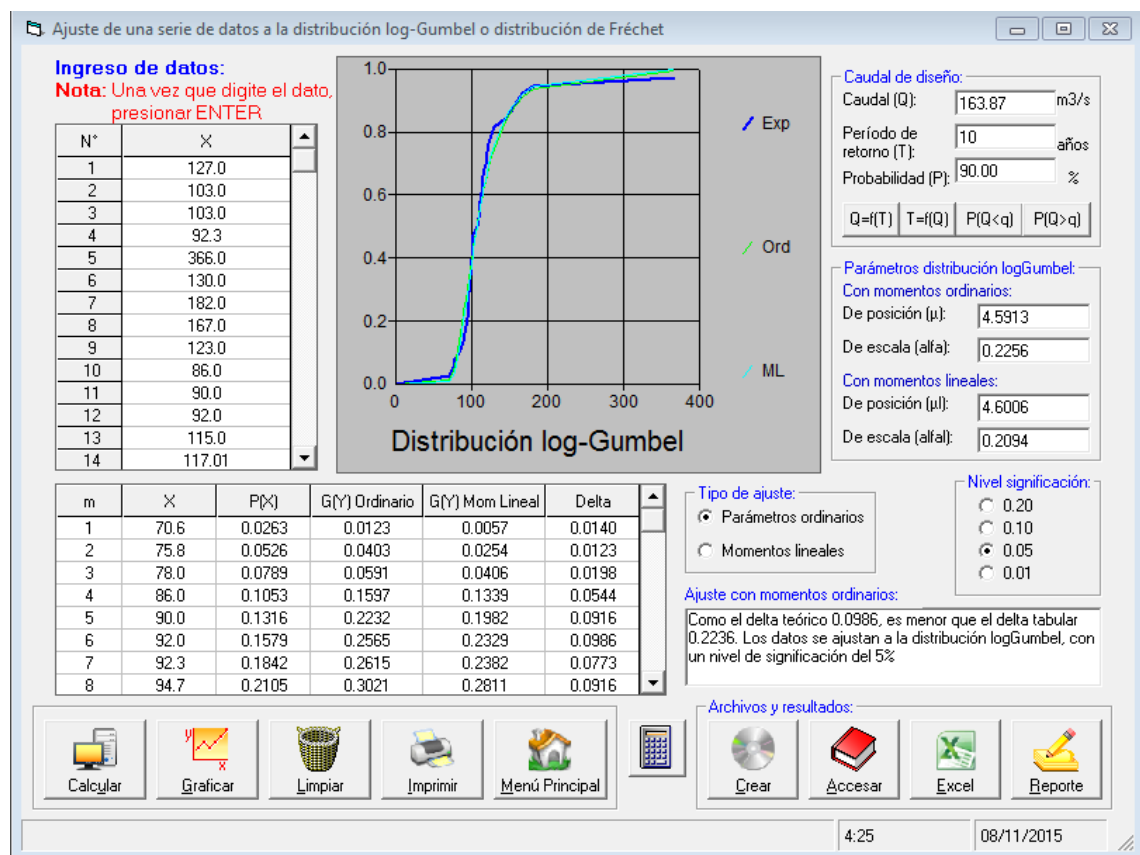 Ajuste de una serie de datos a la distribución log-Gumbel o distribución de Fréchet
Ingreso de datos:
Nota: Una vez que digite el dato,
presionar ENTER
N° X
1 127.0
2 103.0
3 103.0
4 92.3
5 366.0
6 130.0
7 182.0
8 167.0
9 123.0
10 86.0
11 90.0
12 92.0
13 115.0
14 117.01
1.0
0.8
0.6
0.4
0.2
0.0
0 100 200 300 400
Exp
Ord
ML
Distribución log-Gumbel
Caudal de diseño:
Caudal (Q): 163.87 m3/s
Período de
retorno (T): 10 años
Probabilidad (P): 90.00 %
Q=f(T) T=f(Q) P(Q<q) P(Q>q)
Parámetros distribución logGumbel:
Con momentos ordinarios:
De posición (µ): 4.5913
De escala (alfa): 0.2256
Con momentos lineales:
De posición (µl): 4.6006
De escala (alfal): 0.2094
m X P(X) G(Y) Ordinario G(Y) Mom Lineal Delta
1 70.6 0.0263 0.0123 0.0057 0.0140
2 75.8 0.0526 0.0403 0.0254 0.0123
3 78.0 0.0789 0.0591 0.0406 0.0198
4 86.0 0.1053 0.1597 0.1339 0.0544
5 90.0 0.1316 0.2232 0.1982 0.0916
6 92.0 0.1579 0.2565 0.2329 0.0986
7 92.3 0.1842 0.2615 0.2382 0.0773
8 94.7 0.2105 0.3021 0.2811 0.0916
Tipo de ajuste:
Parámetros ordinarios
Momentos lineales
Nivel significación:
0.20
0.10
0.05
0.01
Ajuste con momentos ordinarios:
Como el delta teórico 0.0986, es menor que el delta tabular
0.2236. Los datos se ajustan a la distribución logGumbel, con
un nivel de significación del 5%
Calcular Graficar Limpiar Imprimir Menú Principal
Archivos y resultados:
Crear Accesar Excel Reporte
4:25 08/11/2015